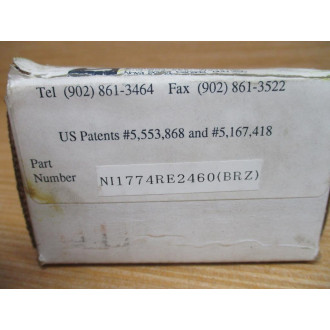 Tel (902) 861-3464 Fax (902) 861-3522
US Patents #5,553,868 and #5,167,418
Part
Number N11774RE2460(BRZ)